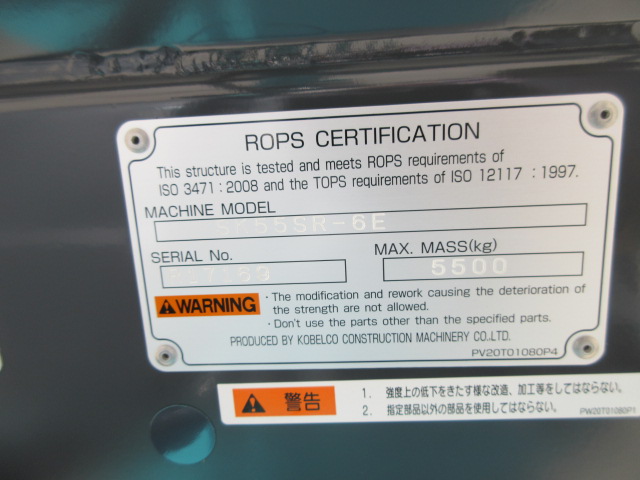 ROPS CERTIFICATION
This structure is tested and meets ROPS requirements of
ISO 3471 : 2008 and the TOPS requirements of ISO 12117 : 1997.
MACHINE MODEL
SK55SR-6E
SERIAL No.
MAX. MASS(kg)
5500
WARNING
・The modification and rework causing the deterioration of
the strength are not allowed.
・Don't use the parts other than the specified parts.
PRODUCED BY KOBELCO CONSTRUCTION MACHINERY CO.,LTD.
PV20T01080P4
警告
1. 強度上の低下をきたす様な改造、加工等をしてはならない。
2. 指定部品以外の部品を使用してはならない。
PW20T01080P1